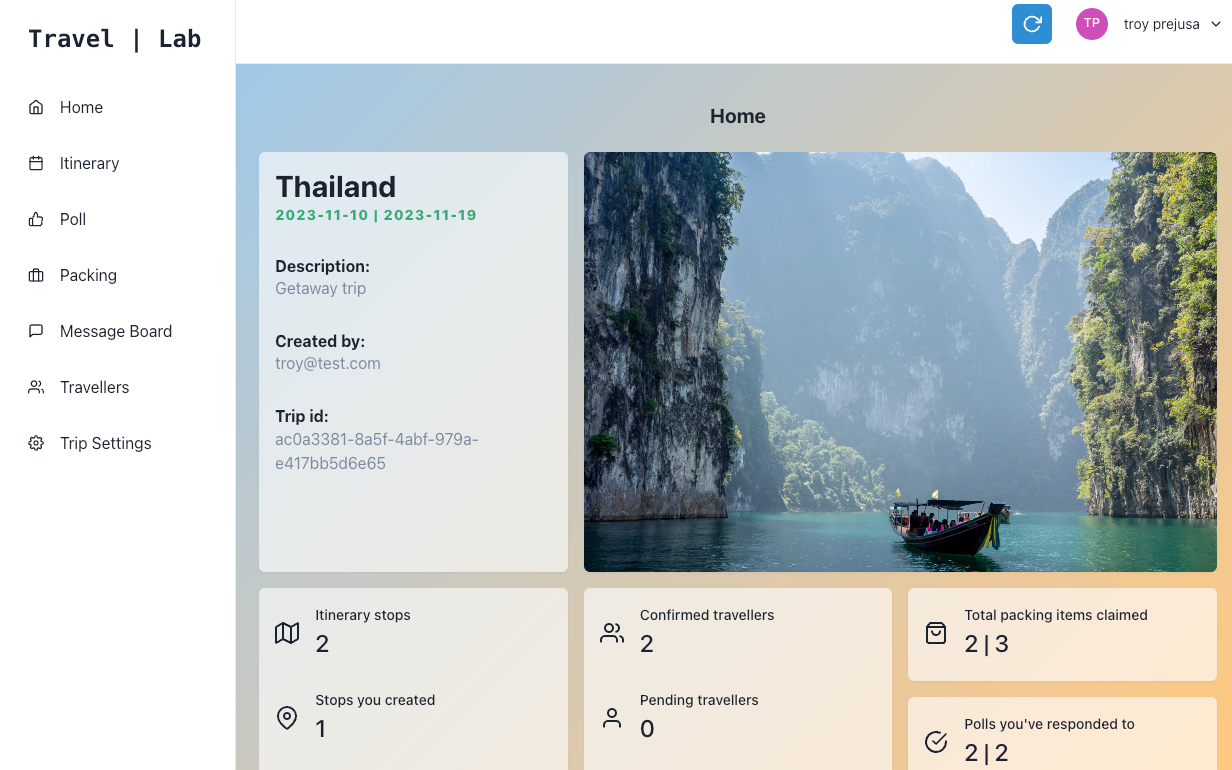 Travel | Lab
TP
troy prejusa
Home
Itinerary
Poll
Packing
Message Board
Travellers
Trip Settings
Home
Thailand
2023-11-10 | 2023-11-19
Description:
Getaway trip
Created by:
troy@test.com
Trip id:
ac0a3381-8a5f-4abf-979a-
e417bb5d6e65
Itinerary stops
2
Stops you created
1
Confirmed travellers
2
Pending travellers
0
Total packing items claimed
2 | 3
Polls you've responded to
2 | 2